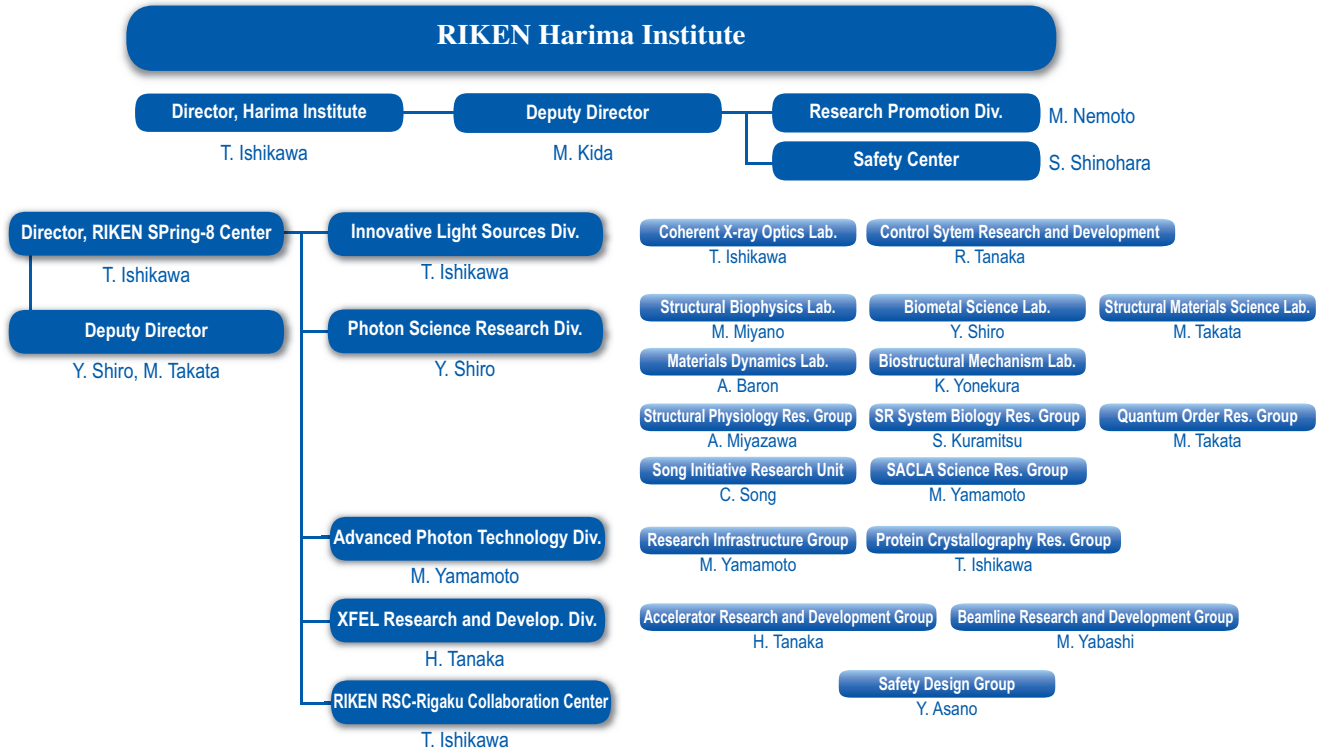 RIKEN Harima Institute
Director, Harima Institute
T. Ishikawa
Deputy Director
M. Kida
Research Promotion Div.
M. Nemoto
Safety Center
S. Shinohara
Director, RIKEN SPring-8 Center
T. Ishikawa
Deputy Director
Y. Shiro, M. Takata
Innovative Light Sources Div.
T. Ishikawa
Coherent X-ray Optics Lab.
T. Ishikawa
Control Sytem Research and Development
R. Tanaka
Photon Science Research Div.
Y. Shiro
Structural Biophysics Lab.
M. Miyano
Biometal Science Lab.
Y. Shiro
Structural Materials Science Lab.
M. Takata
Materials Dynamics Lab.
A. Baron
Biostructural Mechanism Lab.
K. Yonekura
Structural Physiology Res. Group
A. Miyazawa
SR System Biology Res. Group
S. Kuramitsu
Quantum Order Res. Group
M. Takata
Song Initiative Research Unit
C. Song
SACLA Science Res. Group
M. Yamamoto
Advanced Photon Technology Div.
M. Yamamoto
Research Infrastructure Group
M. Yamamoto
Protein Crystallography Res. Group
T. Ishikawa
XFEL Research and Develop. Div.
H. Tanaka
Accelerator Research and Development Group
H. Tanaka
Beamline Research and Development Group
M. Yabashi
Safety Design Group
Y. Asano
RIKEN RSC-Rigaku Collaboration Center
T. Ishikawa